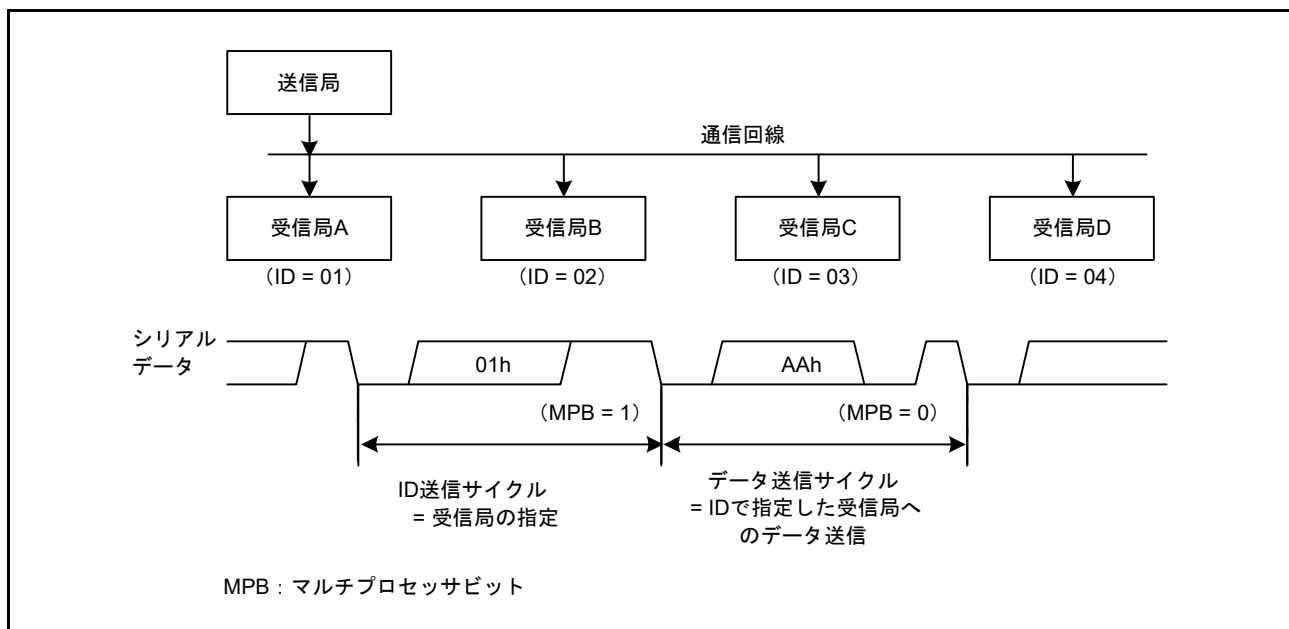 送信局
通信回線
受信局A
受信局B
受信局C
受信局D
（ID = 01）
（ID = 02）
（ID = 03）
（ID = 04）
シリアル
データ
01h
AAh
（MPB = 1）
（MPB = 0）
ID送信サイクル
= 受信局の指定
データ送信サイクル
= IDで指定した受信局へ
のデータ送信
MPB：マルチプロセッサビット